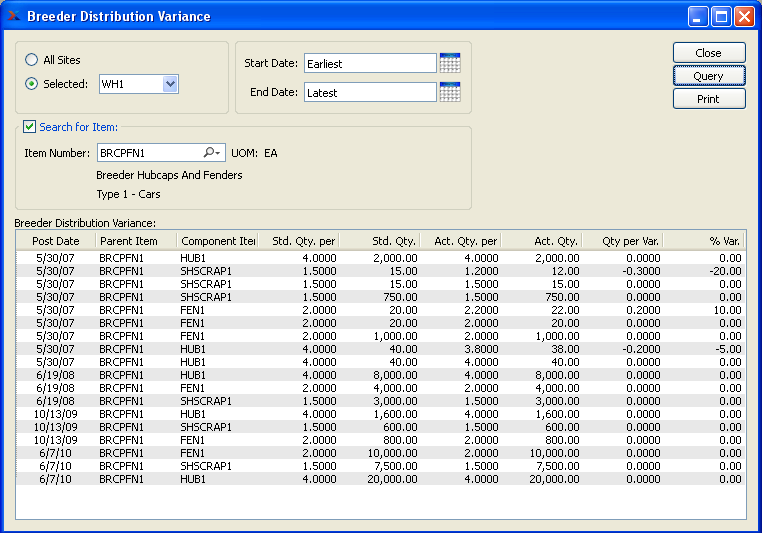 Breeder Distribution Variance
All Sites
Selected: WH1
Start Date: Earliest
End Date: Latest
Close
Query
Print
Search for Item:
Item Number: BRCPFN1 UOM: EA
Breeder Hubcaps And Fenders
Type 1 - Cars
Breeder Distribution Variance:
Post Date Parent Item Component Iter Std. Qty. per Std. Qty. Act. Qty. per Act. Qty. Qty per Var. % Var.
5/30/07 BRCPFN1 HUB1 4.0000 2,000.00 4.0000 2,000.00 0.0000 0.00
5/30/07 BRCPFN1 SHSCRAP1 1.5000 15.00 1.2000 12.00 -0.3000 -20.00
5/30/07 BRCPFN1 SHSCRAP1 1.5000 15.00 1.5000 15.00 0.0000 0.00
5/30/07 BRCPFN1 SHSCRAP1 1.5000 750.00 1.5000 750.00 0.0000 0.00
5/30/07 BRCPFN1 FEN1 2.0000 20.00 2.2000 22.00 0.2000 10.00
5/30/07 BRCPFN1 FEN1 2.0000 20.00 2.0000 20.00 0.0000 0.00
5/30/07 BRCPFN1 FEN1 2.0000 1,000.00 2.0000 1,000.00 0.0000 0.00
5/30/07 BRCPFN1 HUB1 4.0000 40.00 3.8000 38.00 -0.2000 -5.00
5/30/07 BRCPFN1 HUB1 4.0000 40.00 4.0000 40.00 0.0000 0.00
6/19/08 BRCPFN1 HUB1 4.0000 8,000.00 4.0000 8,000.00 0.0000 0.00
6/19/08 BRCPFN1 FEN1 2.0000 4,000.00 2.0000 4,000.00 0.0000 0.00
6/19/08 BRCPFN1 SHSCRAP1 1.5000 3,000.00 1.5000 3,000.00 0.0000 0.00
10/13/09 BRCPFN1 HUB1 4.0000 1,600.00 4.0000 1,600.00 0.0000 0.00
10/13/09 BRCPFN1 SHSCRAP1 1.5000 600.00 1.5000 600.00 0.0000 0.00
10/13/09 BRCPFN1 FEN1 2.0000 800.00 2.0000 800.00 0.0000 0.00
6/7/10 BRCPFN1 FEN1 2.0000 10,000.00 2.0000 10,000.00 0.0000 0.00
6/7/10 BRCPFN1 SHSCRAP1 1.5000 7,500.00 1.5000 7,500.00 0.0000 0.00
6/7/10 BRCPFN1 HUB1 4.0000 20,000.00 4.0000 20,000.00 0.0000 0.00